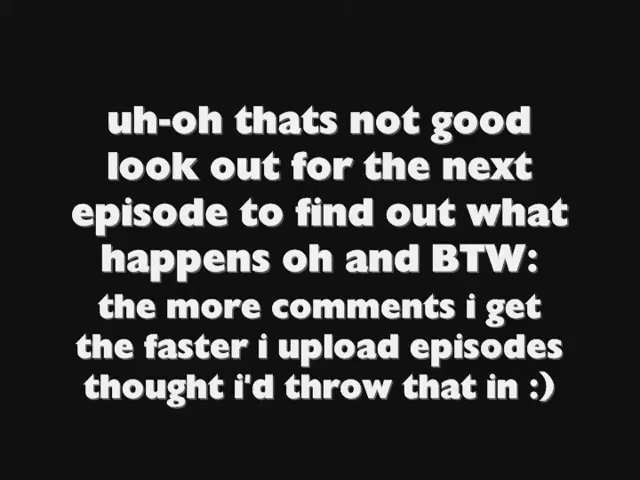 uh-oh thats not good
look out for the next
episode to find out what
happens oh and BTW:
the more comments i get
the faster i upload episodes
thought i'd throw that in :)